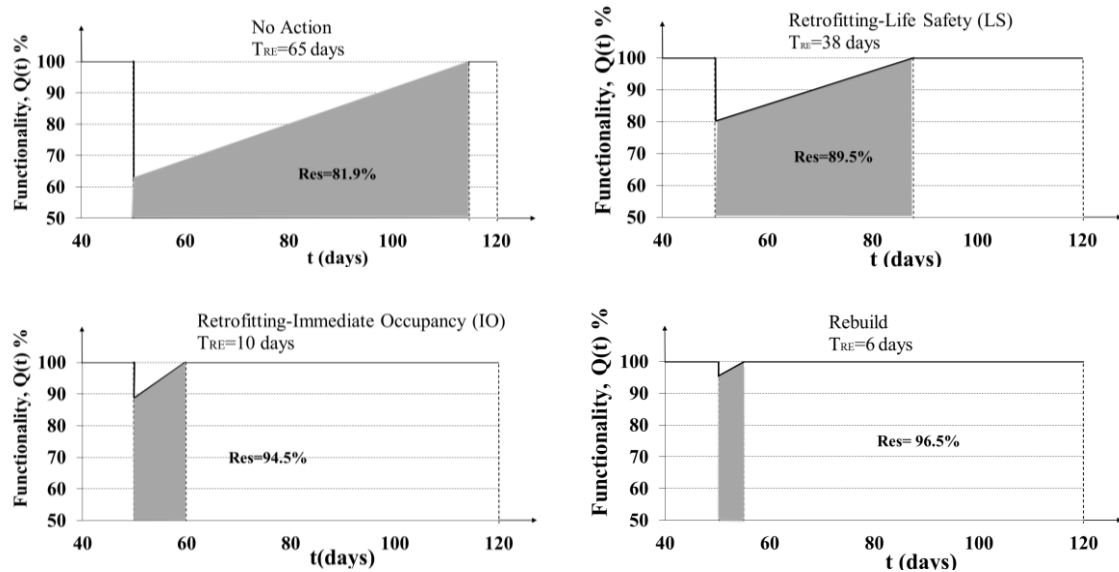 No Action
TRE=65 days
Functionality, Q(t) %
100
90
80
70
60
50
Res=81.9%
40 60 80 100 120
t (days)
Retrofitting-Life Safety (LS)
TRE=38 days
Functionality, Q(t) %
100
90
80
70
60
50
Res=89.5%
40 60 80 100 120
t (days)
Retrofitting-Immediate Occupancy (IO)
TRE=10 days
Functionality, Q(t) %
100
90
80
70
60
50
Res=94.5%
40 60 80 100 120
t(days)
Rebuild
TRE=6 days
Functionality, Q(t) %
100
90
80
70
60
50
Res= 96.5%
40 60 80 100 120
t (days)